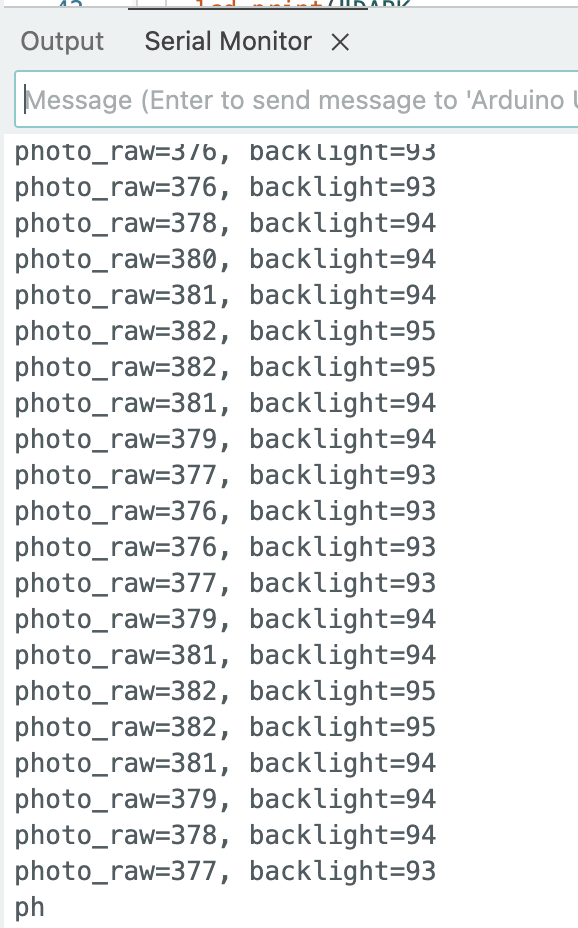 42 lcd.print("DARK
Output Serial Monitor ×
Message (Enter to send message to 'Arduino U
photo_raw=376, backlight=93
photo_raw=376, backlight=93
photo_raw=378, backlight=94
photo_raw=380, backlight=94
photo_raw=381, backlight=94
photo_raw=382, backlight=95
photo_raw=382, backlight=95
photo_raw=381, backlight=94
photo_raw=379, backlight=94
photo_raw=377, backlight=93
photo_raw=376, backlight=93
photo_raw=376, backlight=93
photo_raw=377, backlight=93
photo_raw=379, backlight=94
photo_raw=381, backlight=94
photo_raw=382, backlight=95
photo_raw=382, backlight=95
photo_raw=381, backlight=94
photo_raw=379, backlight=94
photo_raw=378, backlight=94
photo_raw=377, backlight=93
ph